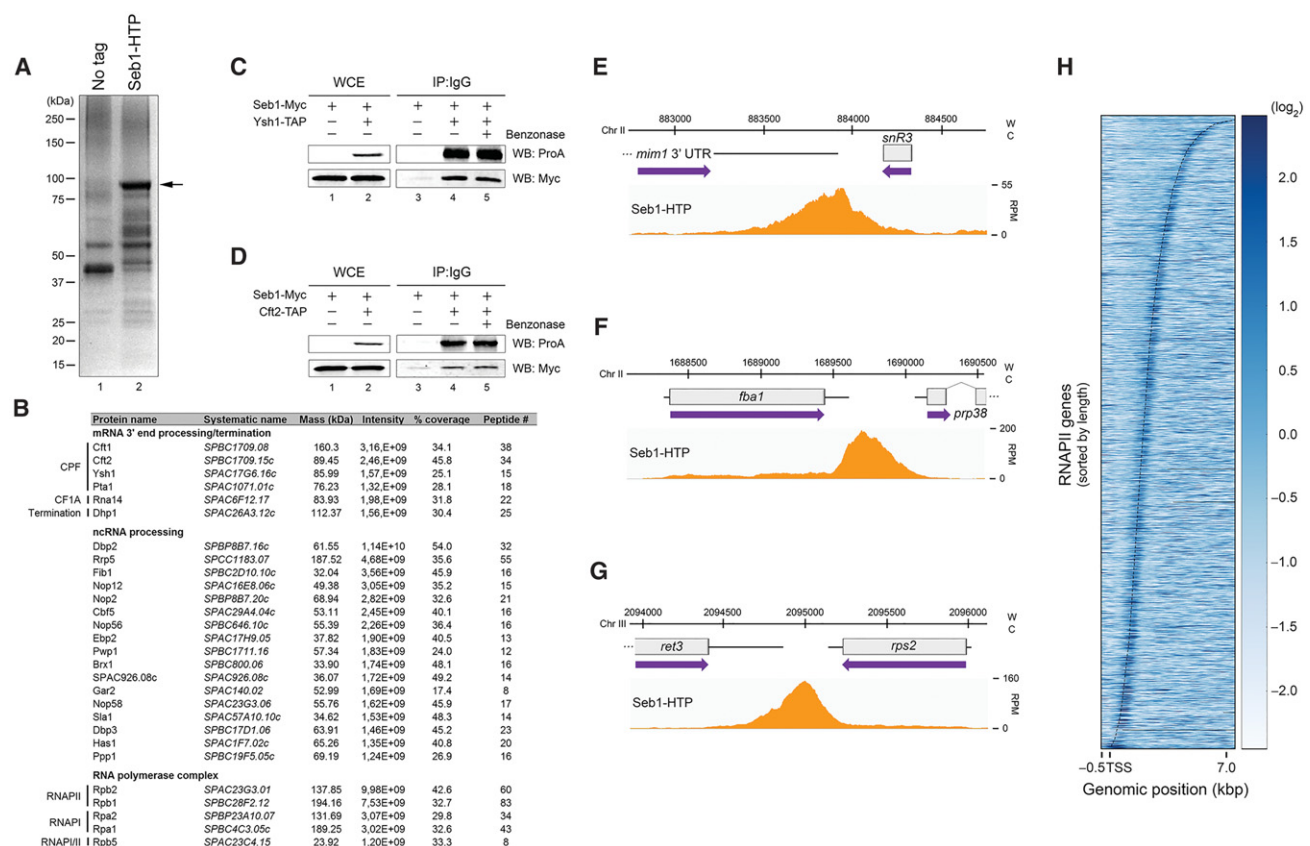 A
No tag
Seb1-HTP
(kDa)
250
150
100
75
50
37
25
20
15
1 2
B
Protein name Systematic name Mass (kDa) Intensity % coverage Peptide #
mRNA 3' end processing/termination
CPF
Cft1 SPBC1709.08 160.3 3,16,E+09 34.1 38
Cft2 SPBC1709.15c 89.45 2,46,E+09 45.8 34
Ysh1 SPAC17G6.16c 85.99 1,57,E+09 25.1 15
Pta1 SPAC1071.01c 76.23 1,32,E+09 28.1 18
CF1A Rna14 SPAC6F12.17 83.93 1,98,E+09 31.8 22
Termination Dhp1 SPAC26A3.12c 112.37 1,56,E+09 30.4 25
ncRNA processing
Dbp2 SPBP8B7.16c 61.55 1,14E+10 54.0 32
Rrp5 SPCC1183.07 187.52 4,68E+09 35.6 55
Fib1 SPBC2D10.10c 32.04 3,56E+09 45.9 16
Nop12 SPAC16E8.06c 49.38 3,05E+09 35.2 15
Nop2 SPBP8B7.20c 68.94 2,82E+09 32.6 21
Cbf5 SPAC29A4.04c 53.11 2,45E+09 40.1 16
Nop56 SPBC646.10c 55.39 2,26E+09 36.4 16
Ebp2 SPAC17H9.05 37.82 1,90E+09 40.5 13
Pwp1 SPBC1711.16 57.34 1,83E+09 24.0 12
Brx1 SPBC800.06 33.90 1,74E+09 48.1 16
SPAC926.08c SPAC926.08c 36.07 1,72E+09 49.2 14
Gar2 SPAC140.02 52.99 1,69E+09 17.4 8
Nop58 SPAC23G3.06 55.76 1,62E+09 45.9 17
Sla1 SPAC57A10.10c 34.62 1,53E+09 48.3 14
Dbp3 SPBC17D1.06 63.91 1,46E+09 45.2 23
Has1 SPAC1F7.02c 65.26 1,35E+09 40.8 20
Ppp1 SPBC19F5.05c 69.19 1,24E+09 26.9 16
RNA polymerase complex
RNAPII
Rpb2 SPAC23G3.01 137.85 9,98E+09 42.6 60
Rpb1 SPBC28F2.12 194.16 7,53E+09 32.7 83
RNAPI
Rpa2 SPBP23A10.07 131.69 3,07E+09 29.8 34
Rpa1 SPBC4C3.05c 189.25 3,02E+09 32.6 43
RNAPI/II Rpb5 SPAC23C4.15 23.92 1.20E+09 33.3 8
C
WCE IP:IgG
Seb1-Myc + + + + +
Ysh1-TAP − + − + +
− − − − + Benzonase
WB: ProA
WB: Myc
1 2 3 4 5
D
WCE IP:IgG
Seb1-Myc + + + + +
Cft2-TAP − + − + +
− − − − + Benzonase
WB: ProA
WB: Myc
1 2 3 4 5
E
883000 883500 884000 884500
Chr II
W
C
snR3
... mim1 3' UTR
Seb1-HTP
55
0
RPM
F
1688500 1689000 1689500 1690000 1690500
Chr II
W
C
fba1
prp38
...
Seb1-HTP
200
0
RPM
G
2094000 2094500 2095000 2095500 2096000
Chr III
W
C
... ret3 rps2
Seb1-HTP
160
0
RPM
H
(log2)
2.0
1.5
1.0
0.5
0.0
−0.5
−1.0
−1.5
−2.0
RNAPII genes
(sorted by length)
−0.5 TSS 7.0
Genomic position (kbp)